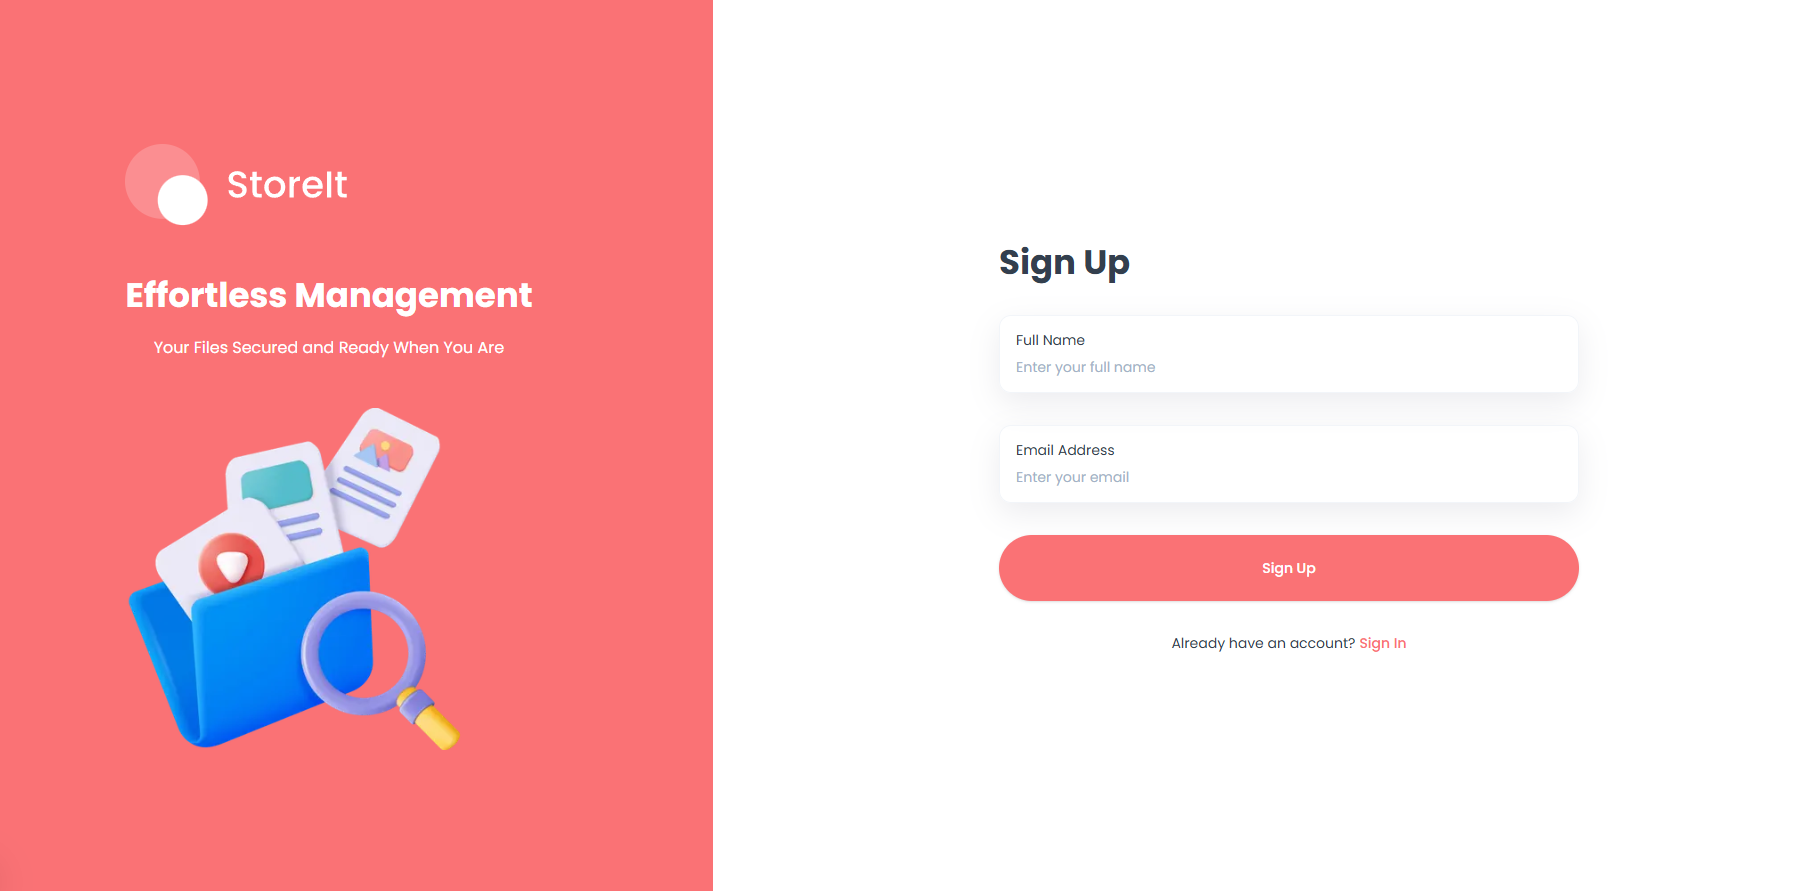 StoreIt
Effortless Management
Your Files Secured and Ready When You Are
Sign Up
Full Name
Enter your full name
Email Address
Enter your email
Sign Up
Already have an account? Sign In